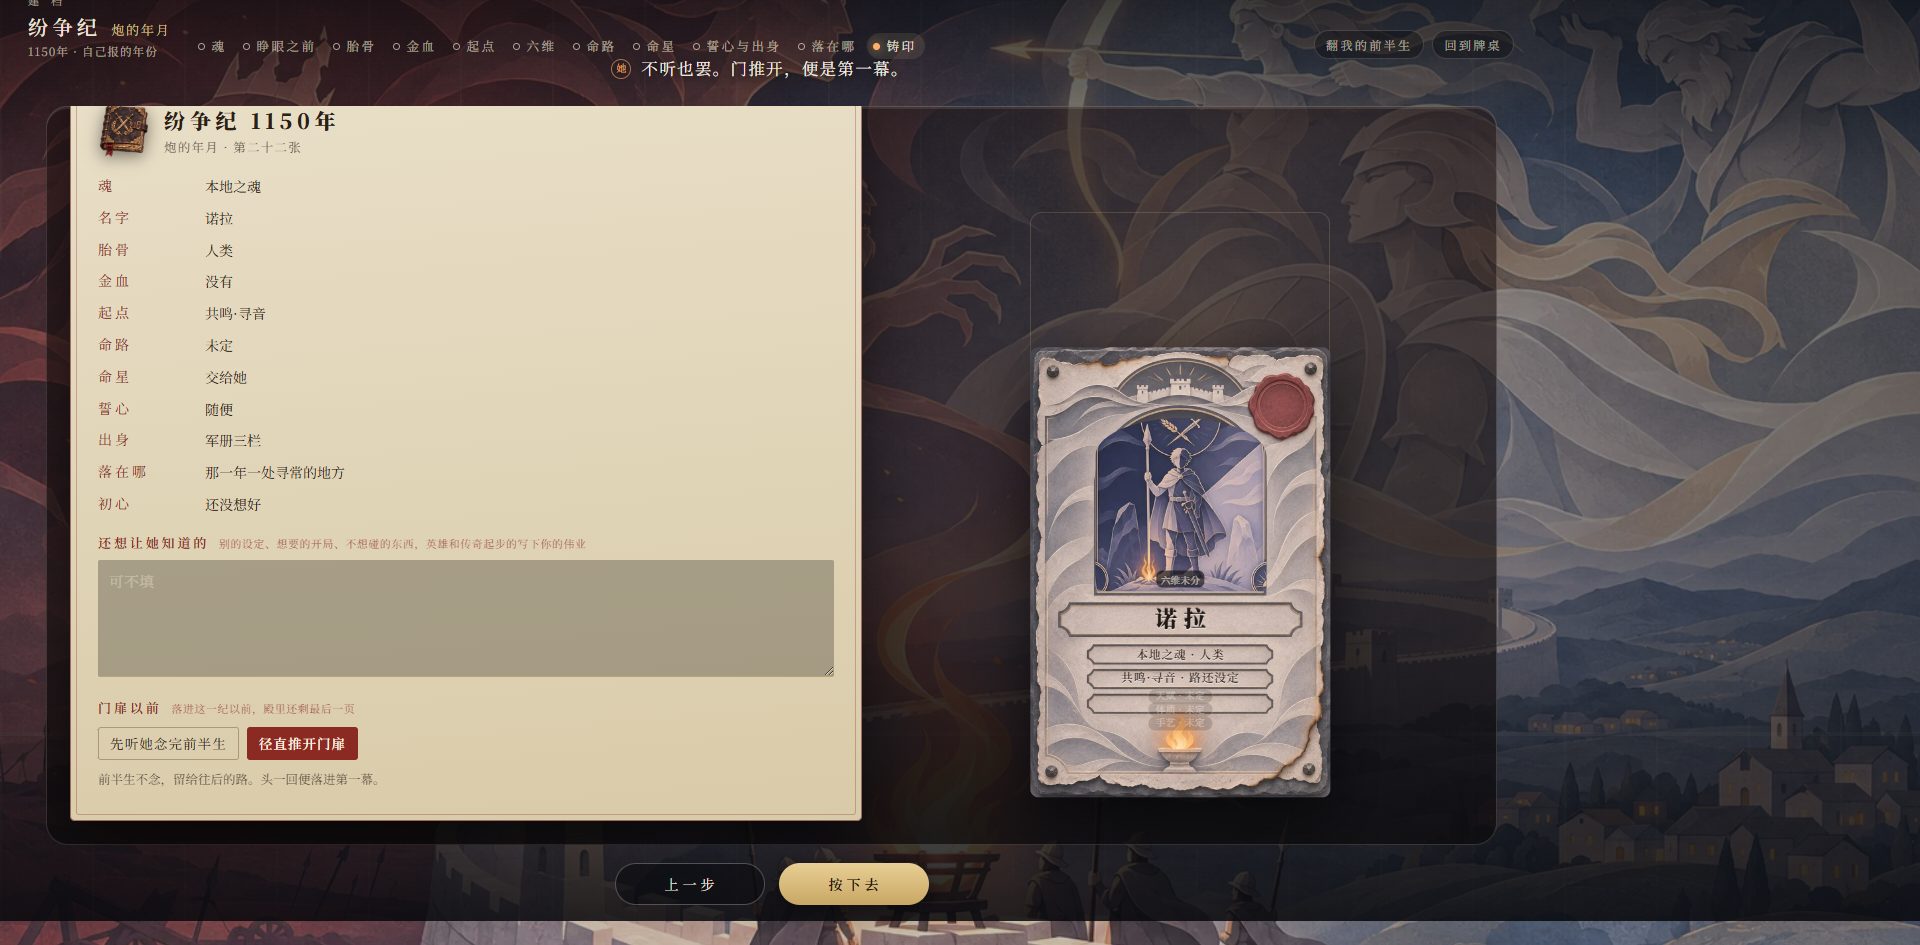 纷争纪 炮的年月
1150年 · 自己报的年份
魂 睁眼之前 胎骨 金血 起点 六维 命路 命星 誓心与出身 落在哪 铸印
翻我的前半生 回到牌桌
她 不听也罢。门推开，便是第一幕。
纷争纪 1150年
炮的年月 · 第二十二张
魂 本地之魂
名字 诺拉
胎骨 人类
金血 没有
起点 共鸣·寻音
命路 未定
命星 交给她
誓心 随便
出身 军册三栏
落在哪 那一年一处寻常的地方
初心 还没想好
还想让她知道的 别的设定、想要的开局、不想碰的东西，英雄和传奇起步的写下你的伟业
可不填
门扉以前 落进这一纪以前，殿里还剩最后一页
先听她念完前半生 径直推开门扉
前半生不念，留给往后的路。头一回便落进第一幕。
六维未分
诺拉
本地之魂 · 人类
共鸣·寻音 · 路还没定
手艺 · 未定
上一步 按下去